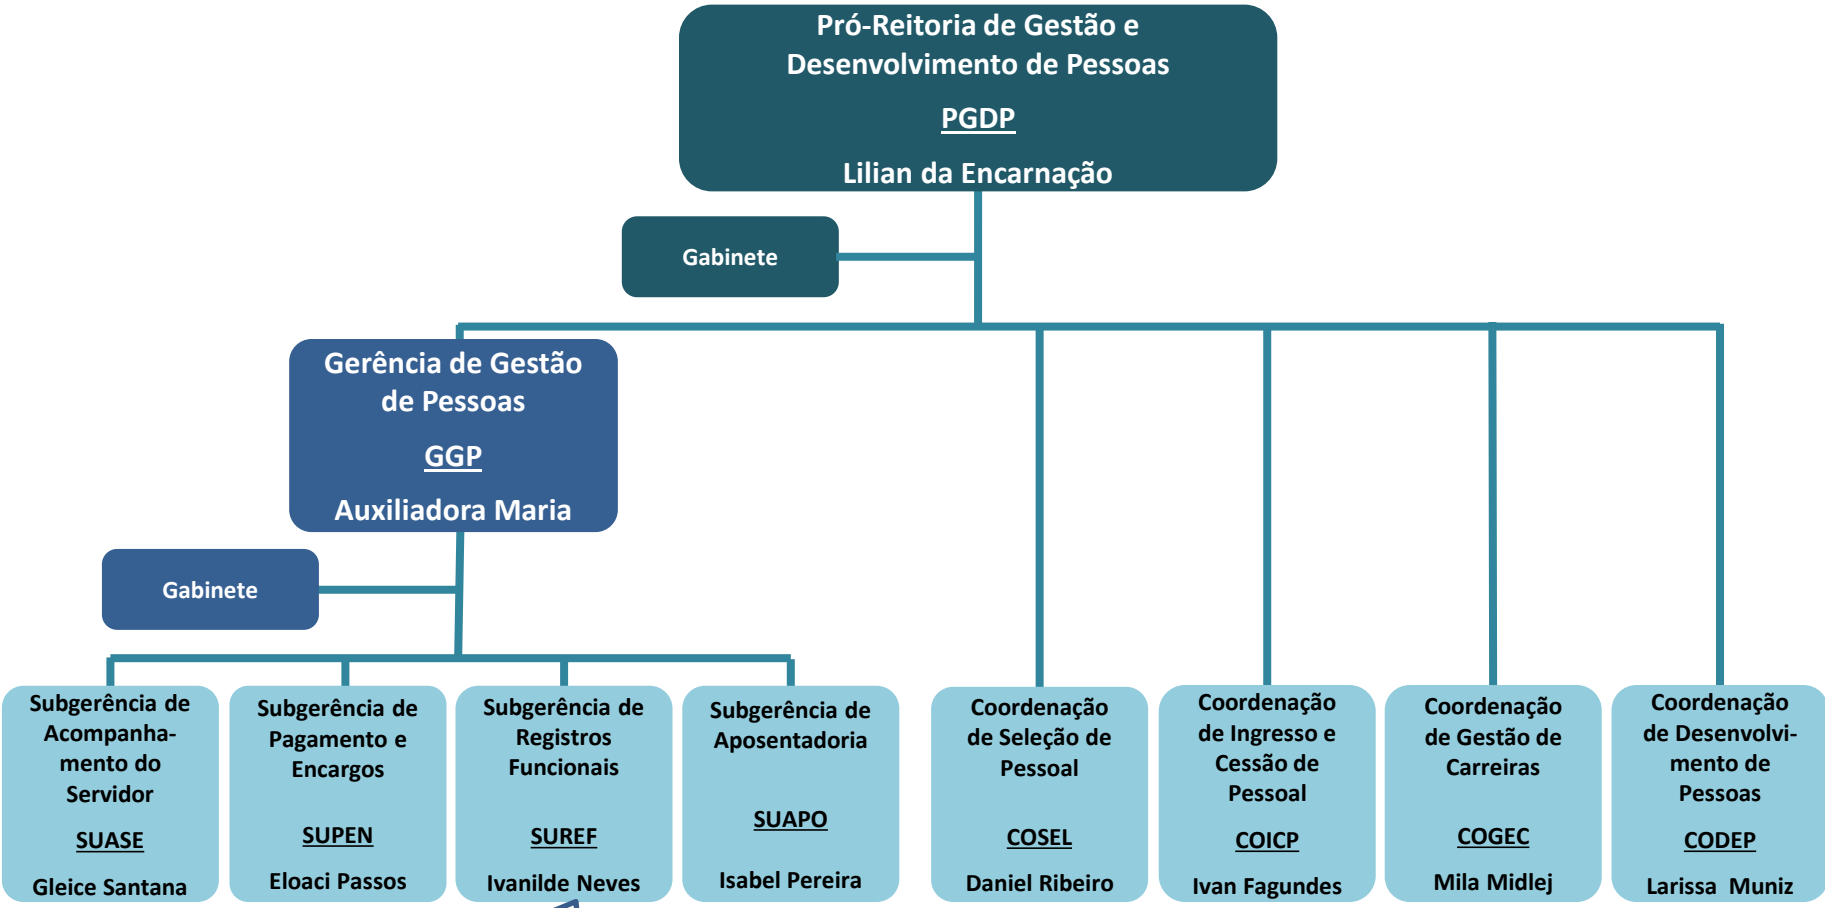 Pró-Reitoria de Gestão e
Desenvolvimento de Pessoas
PGDP
Lilian da Encarnação
Gabinete
Gerência de Gestão
de Pessoas
GGP
Auxiliadora Maria
Gabinete
Subgerência de
Acompanha-
mento do
Servidor
SUASE
Gleice Santana
Subgerência de
Pagamento e
Encargos
SUPEN
Eloaci Passos
Subgerência de
Registros
Funcionais
SUREF
Ivanilde Neves
Subgerência de
Aposentadoria
SUAPO
Isabel Pereira
Coordenação
de Seleção de
Pessoal
COSEL
Daniel Ribeiro
Coordenação
de Ingresso e
Cessão de
Pessoal
COICP
Ivan Fagundes
Coordenação
de Gestão de
Carreiras
COGEC
Mila Midlej
Coordenação
de Desenvolvi-
mento de
Pessoas
CODEP
Larissa  Muniz